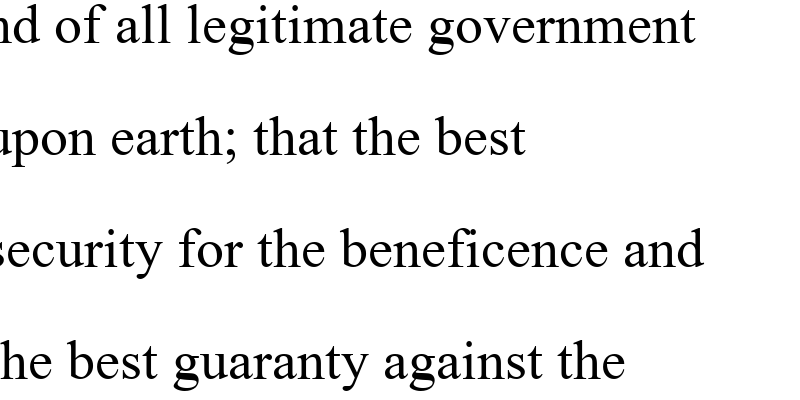 nd of all legitimate government
upon earth; that the best
security for the beneficence and
he best guaranty against the